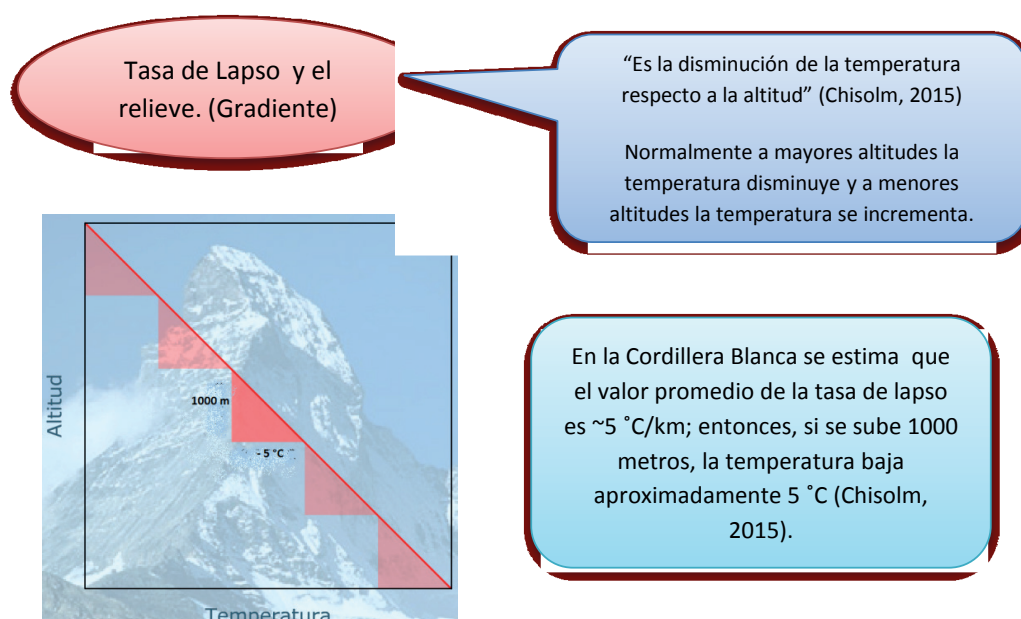 Tasa de Lapso y el
relieve. (Gradiente)
“Es la disminución de la temperatura
respecto a la altitud” (Chisolm, 2015)
Normalmente a mayores altitudes la
temperatura disminuye y a menores
altitudes la temperatura se incrementa.
Altitud
1000 m
- 5 °C
Temperatura
En la Cordillera Blanca se estima que
el valor promedio de la tasa de lapso
es ~5 ˚C/km; entonces, si se sube 1000
metros, la temperatura baja
aproximadamente 5 ˚C (Chisolm,
2015).